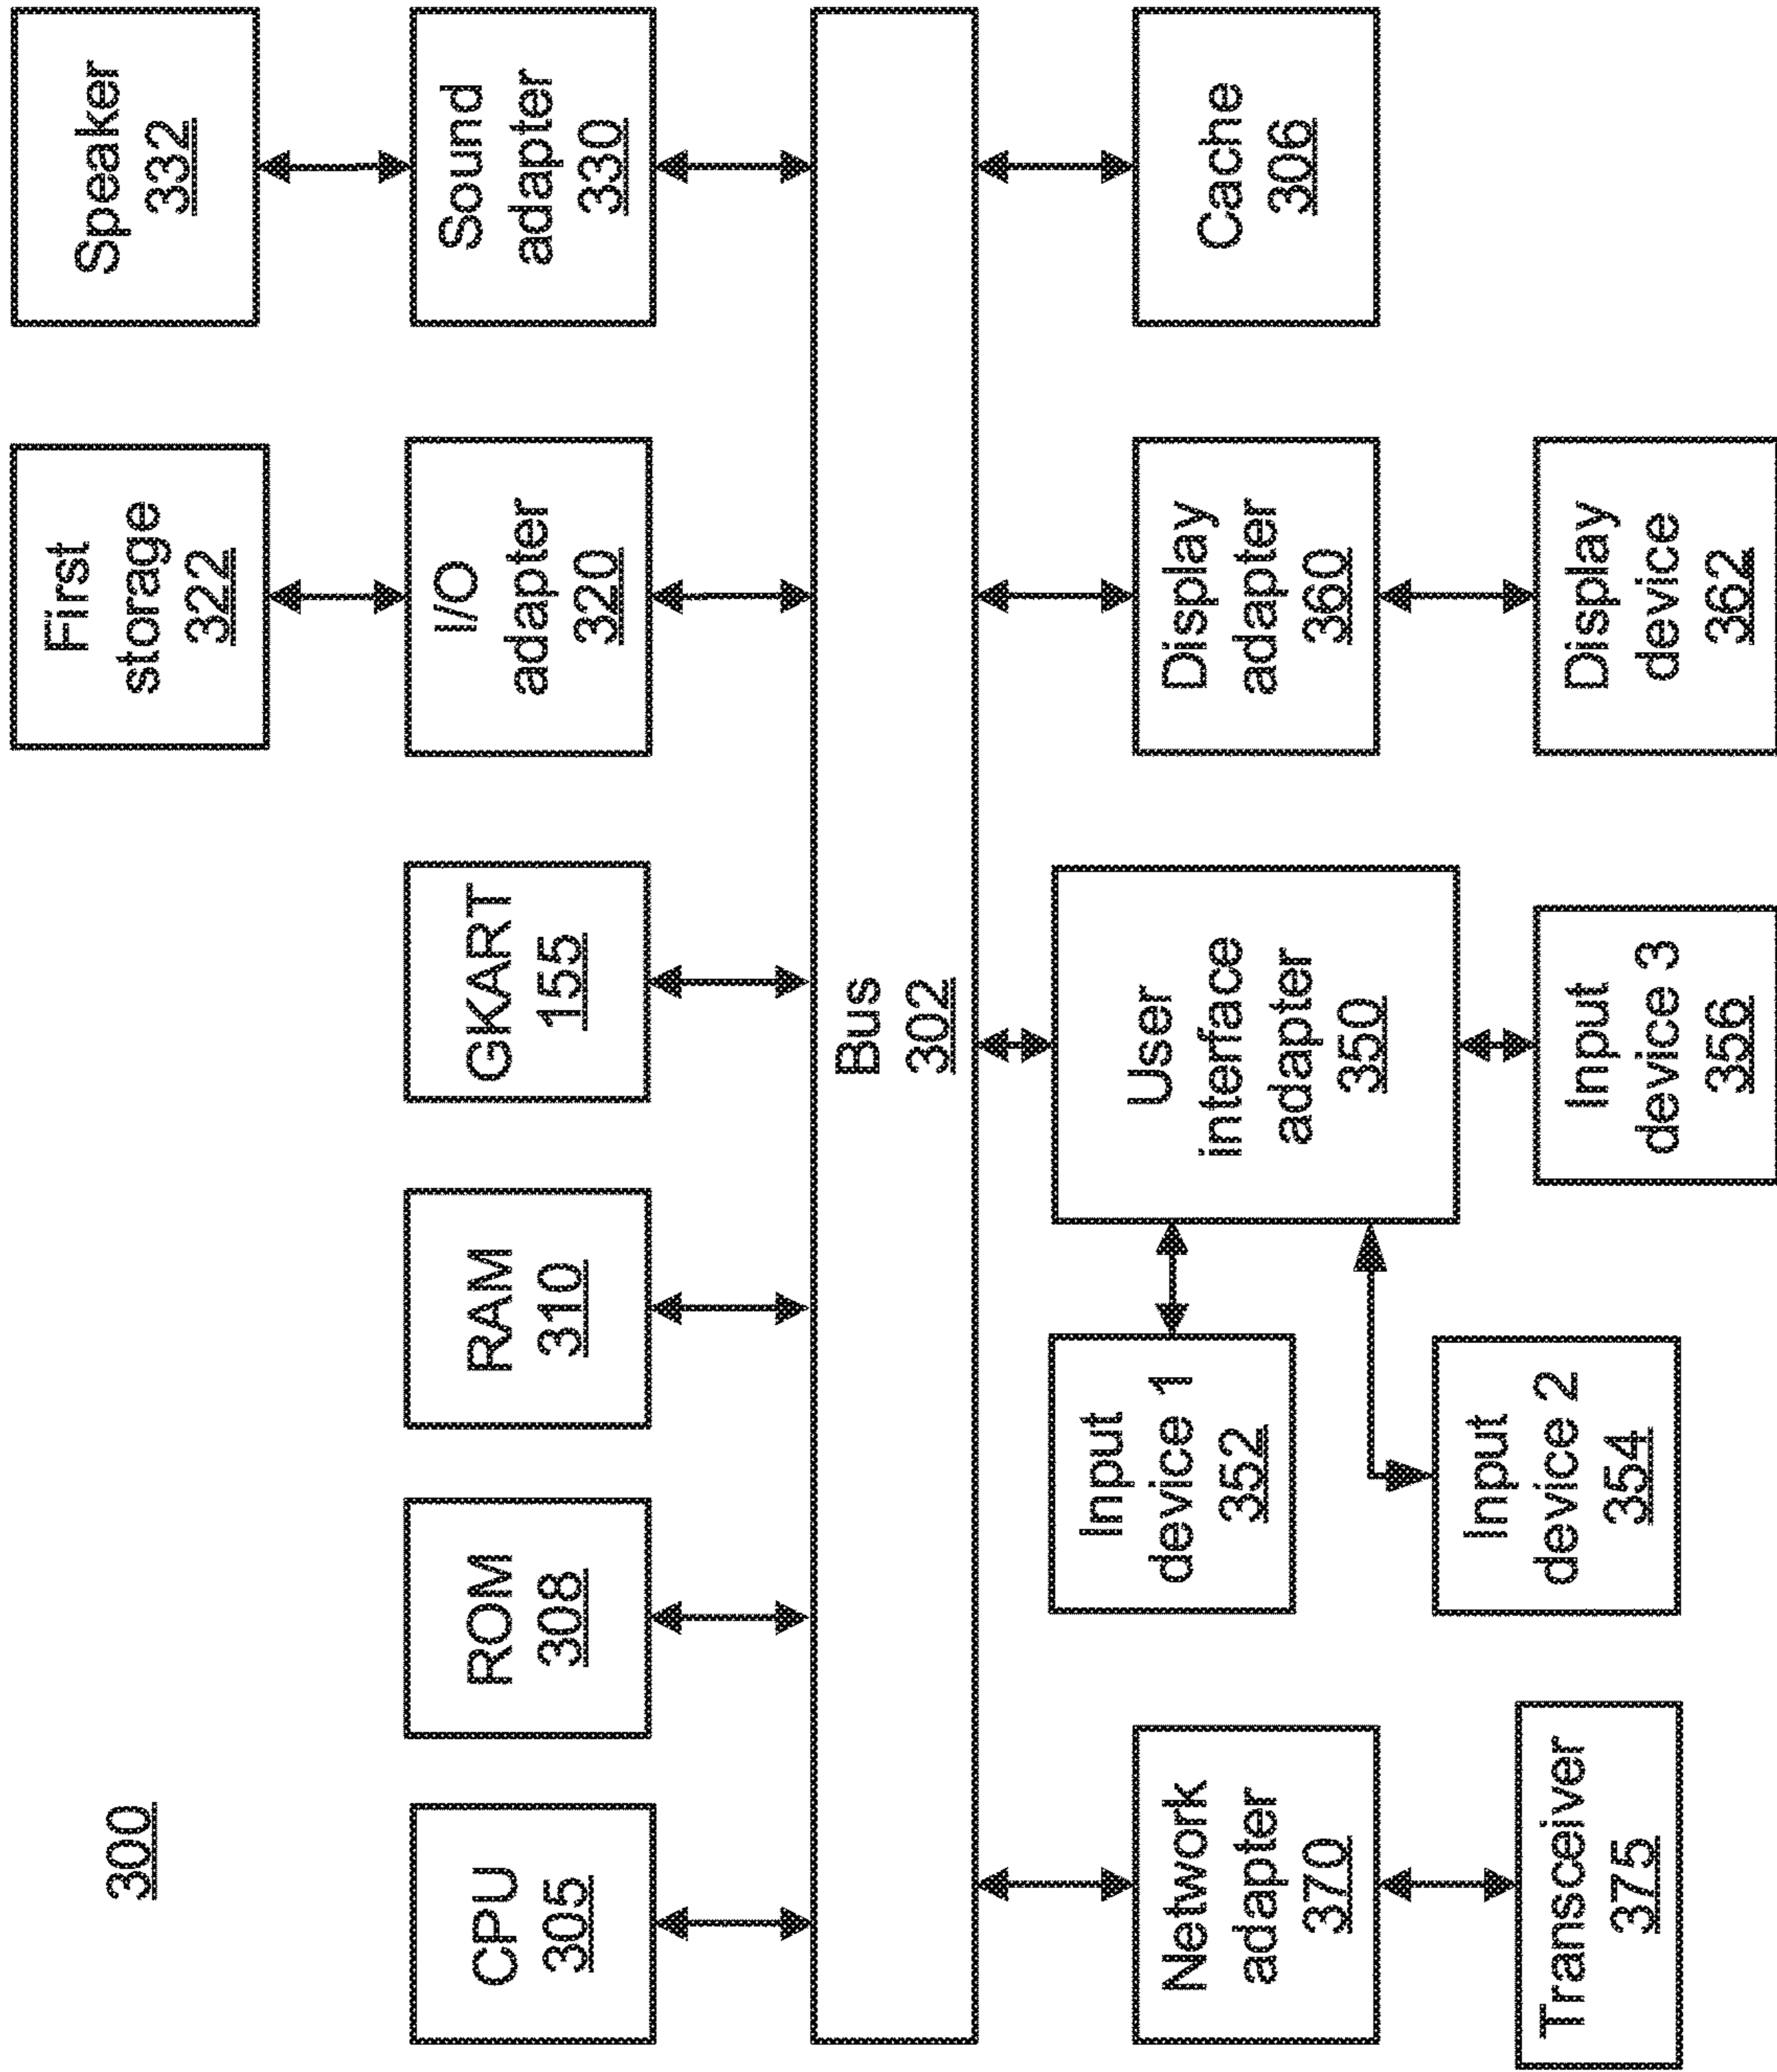 300
First
storage
322
Speaker
332
CPU
305
ROM
308
RAM
310
GKART
155
I/O
adapter
320
Sound
adapter
330
Bus
302
Network
adapter
370
Input
device 1
352
User
interface
adapter
350
Display
adapter
360
Cache
306
Transceiver
375
Input
device 2
354
Input
device 3
356
Display
device
362